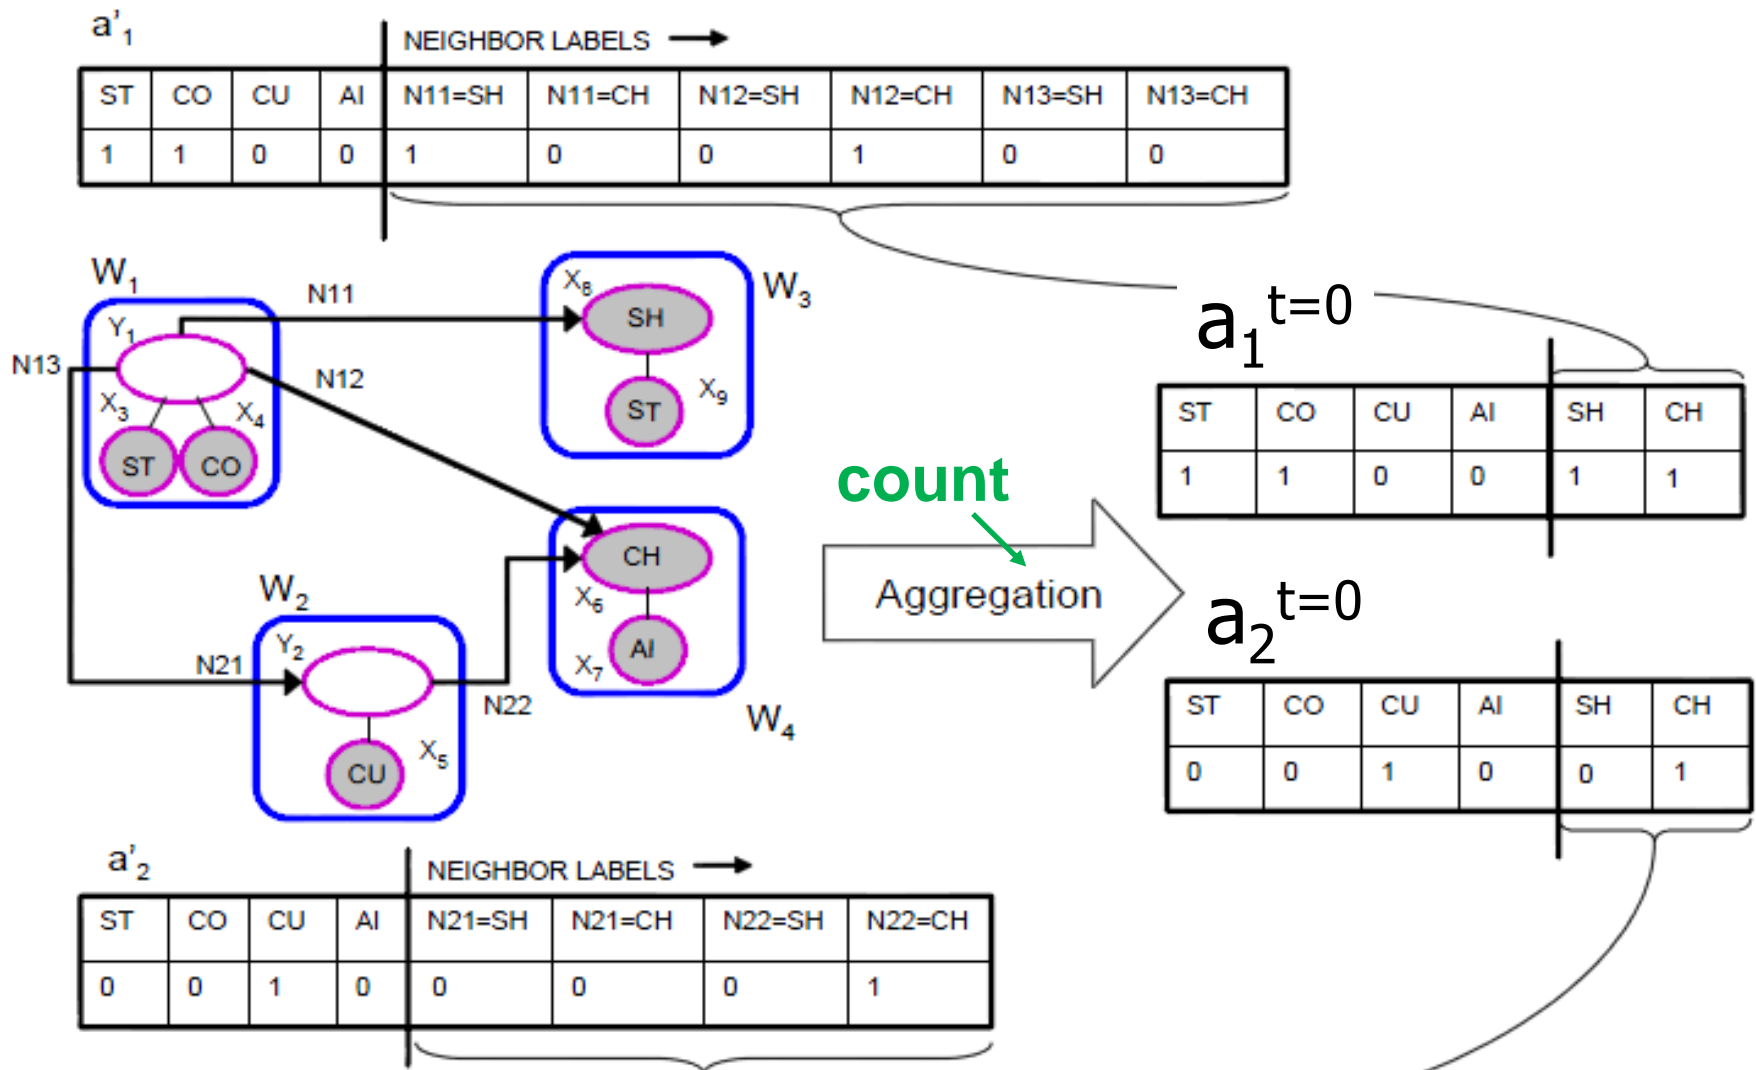 a'1
NEIGHBOR LABELS
ST CO CU AI N11=SH N11=CH N12=SH N12=CH N13=SH N13=CH
1 1 0 0 1 0 0 1 0 0
W1
N11
X8
W3
Y1
SH
a1 t=0
N13
N12
X3
X4
X9
ST
ST CO
ST CO CU AI SH CH
1 1 0 0 1 1
count
CH
W2
X6
Aggregation
a2 t=0
Y2
N21
X7
AI
N22
W4
ST CO CU AI SH CH
0 0 1 0 0 1
X5
CU
a'2
NEIGHBOR LABELS
ST CO CU AI N21=SH N21=CH N22=SH N22=CH
0 0 1 0 0 0 0 1